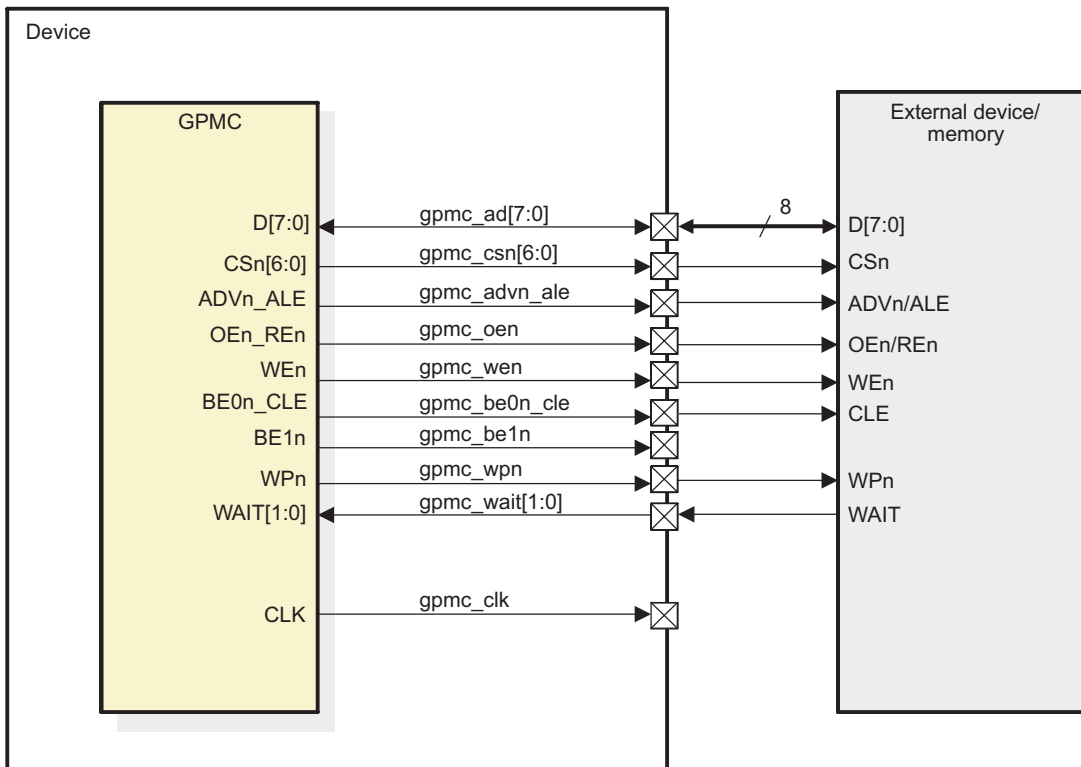 Device
GPMC
External device/
memory
D[7:0] gpmc_ad[7:0] 8 D[7:0]
CSn[6:0] gpmc_csn[6:0] CSn
ADVn_ALE gpmc_advn_ale ADVn/ALE
OEn_REn gpmc_oen OEn/REn
WEn gpmc_wen WEn
BE0n_CLE gpmc_be0n_cle CLE
BE1n gpmc_be1n
WPn gpmc_wpn WPn
WAIT[1:0] gpmc_wait[1:0] WAIT
CLK gpmc_clk